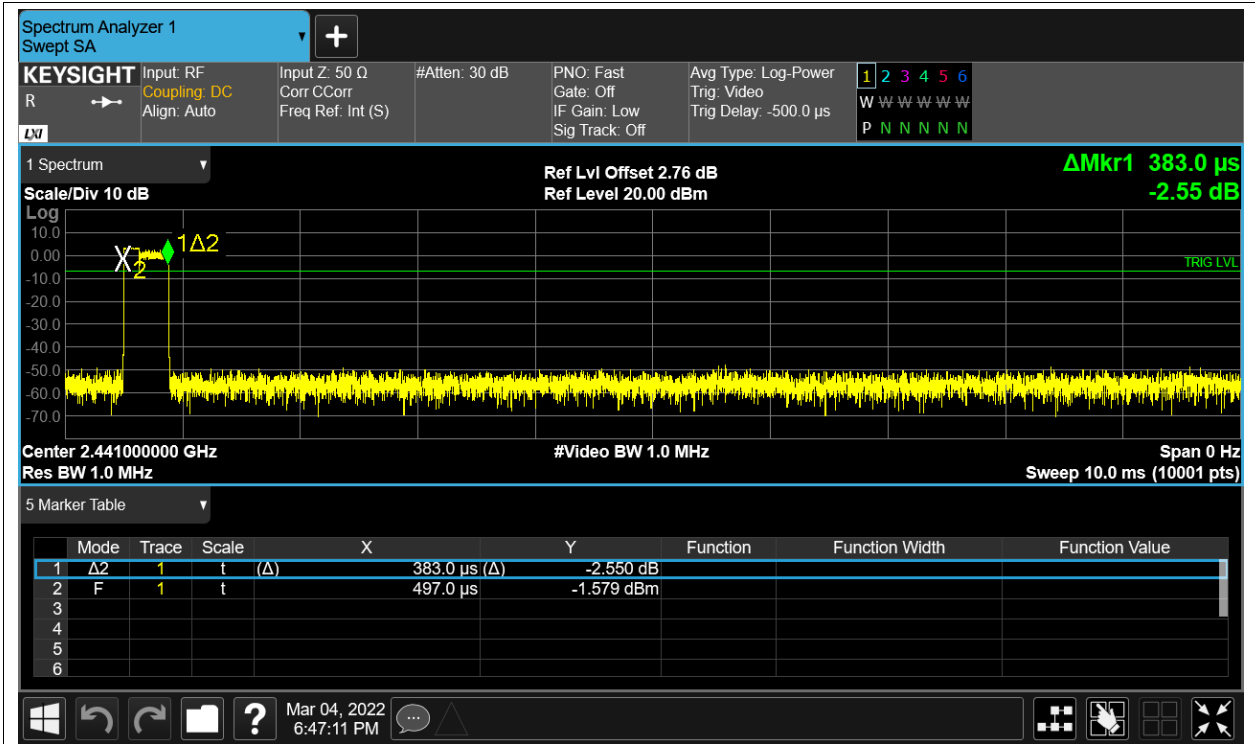 Spectrum Analyzer 1
Swept SA
KEYSIGHT
R
LXI
Input: RF
Coupling: DC
Align: Auto
Input Z: 50 Ω
Corr CCorr
Freq Ref: Int (S)
#Atten: 30 dB
PNO: Fast
Gate: Off
IF Gain: Low
Sig Track: Off
Avg Type: Log-Power
Trig: Video
Trig Delay: -500.0 µs
1 2 3 4 5 6
W W W W W W
P N N N N N
1 Spectrum
Scale/Div 10 dB
Ref Lvl Offset 2.76 dB
Ref Level 20.00 dBm
ΔMkr1 383.0 µs
-2.55 dB
Log
10.0
0.00
-10.0
-20.0
-30.0
-40.0
-50.0
-60.0
-70.0
X
2
1Δ2
TRIG LVL
Center 2.441000000 GHz
Res BW 1.0 MHz
#Video BW 1.0 MHz
Span 0 Hz
Sweep 10.0 ms (10001 pts)
5 Marker Table
Mode Trace Scale X Y Function Function Width Function Value
1 Δ2 1 t (Δ) 383.0 µs (Δ) -2.550 dB
2 F 1 t 497.0 µs -1.579 dBm
3
4
5
6
?
Mar 04, 2022
6:47:11 PM